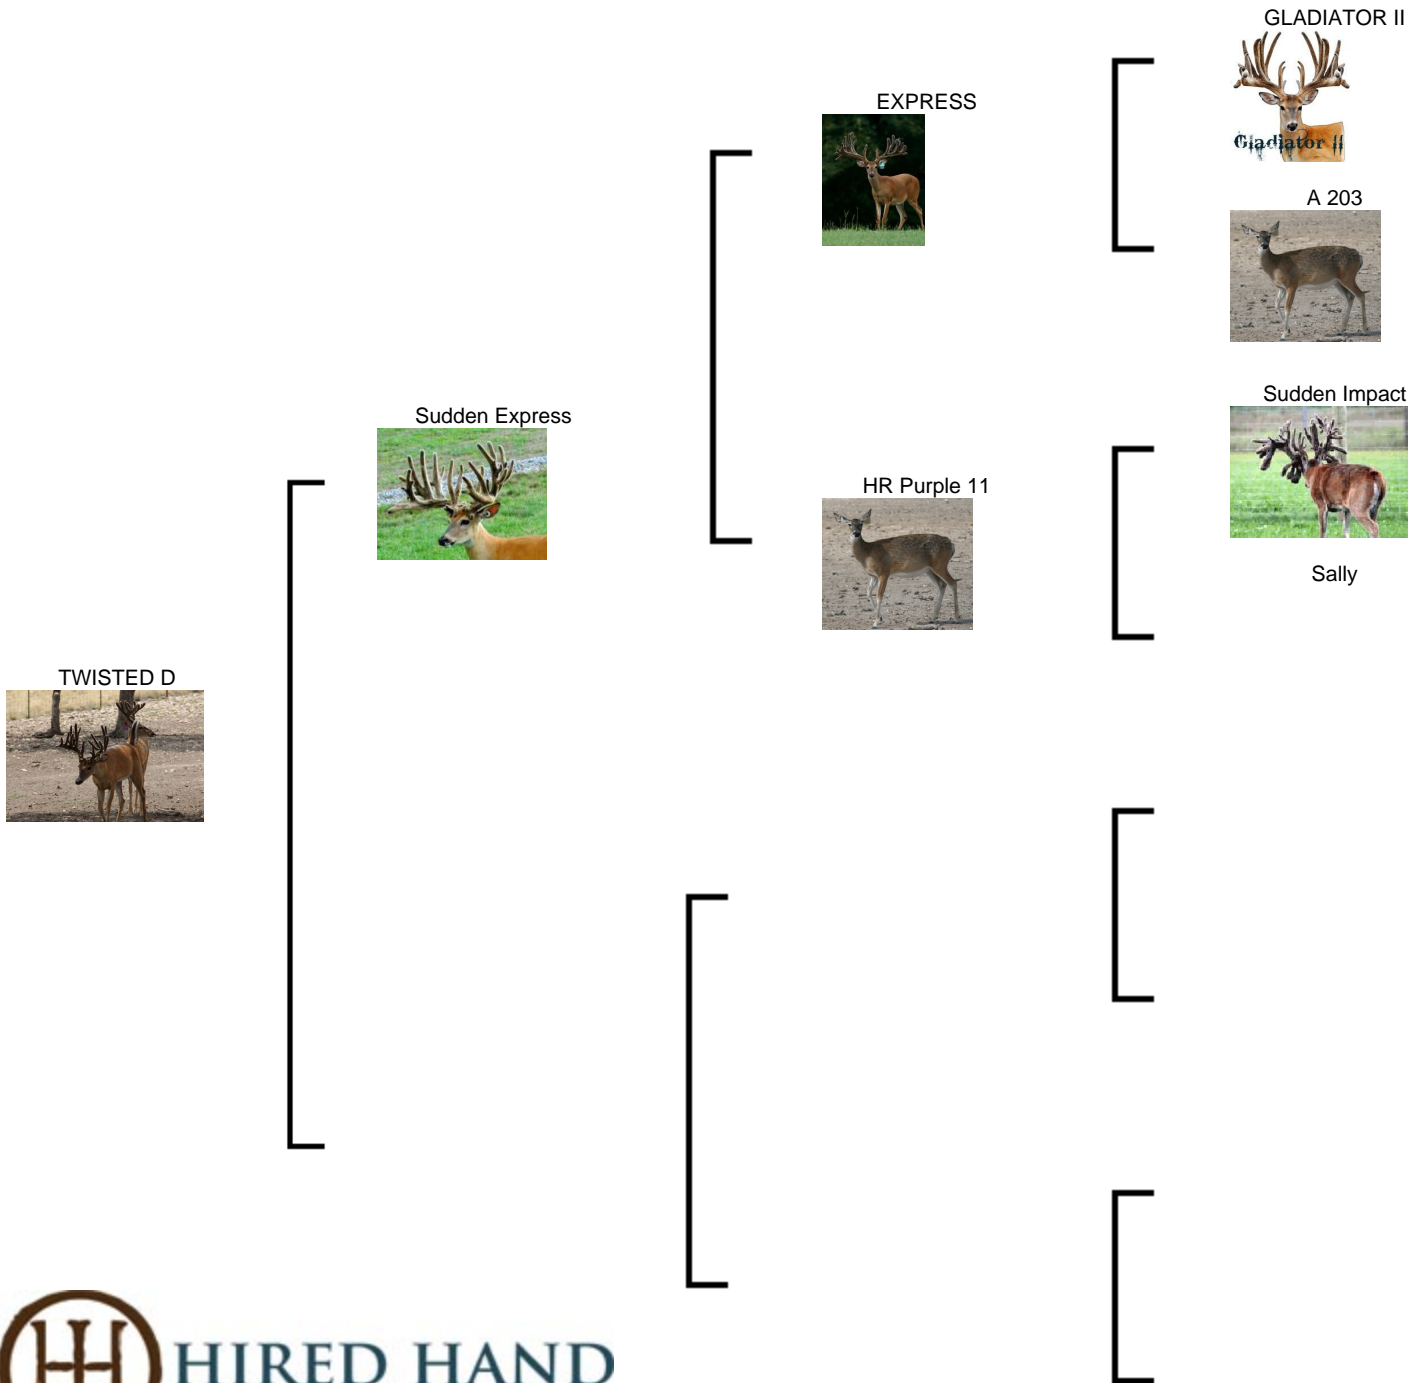 GLADIATOR II
Gladiator II
EXPRESS
A 203
Sudden Impact
Sudden Express
HR Purple 11
Sally
TWISTED D
HIRED HAND